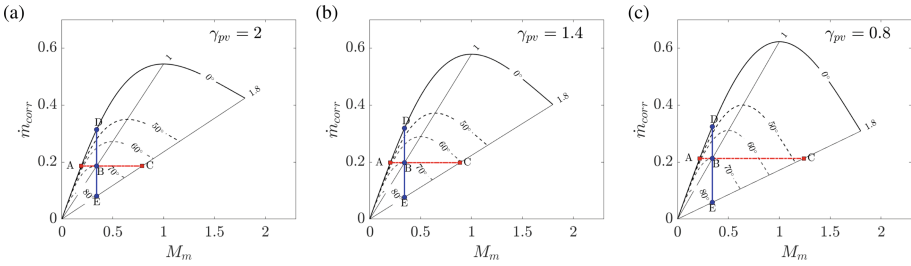 (a)
γpv = 2
0.6
0.4
0.2
0
ṁcorr
0
0.5
1
1.5
2
Mm
1
0°
1.8
50°
60°
70°
80°
A
B
C
D
E
(b)
γpv = 1.4
0.6
0.4
0.2
0
ṁcorr
0
0.5
1
1.5
2
Mm
1
0°
1.8
50°
60°
70°
80°
A
B
C
D
E
(c)
γpv = 0.8
0.6
0.4
0.2
0
ṁcorr
0
0.5
1
1.5
2
Mm
1
0°
1.8
50°
60°
70°
80°
A
B
C
D
E